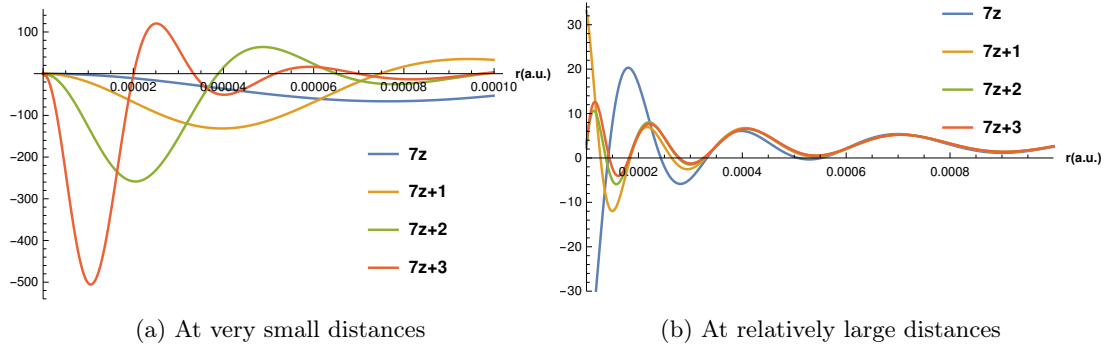 100
r(a.u.)
0.00002 0.00004 0.00006 0.00008 0.00010
-100
-200
-300
-400
-500
7z
7z+1
7z+2
7z+3
(a) At very small distances
30
20
10
0
-10
-20
-30
r(a.u.)
0.0002 0.0004 0.0006 0.0008
7z
7z+1
7z+2
7z+3
(b) At relatively large distances